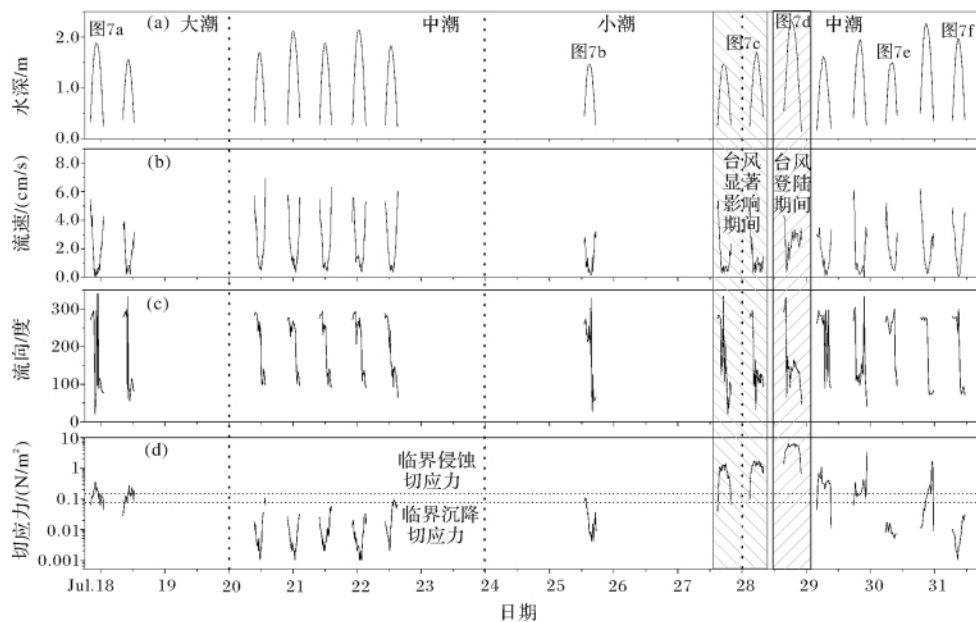 (a) 图7a 大潮 中潮 小潮 图7b 图7c 图7d 中潮 图7e 图7f
水深/m
2.0
1.0
0.0
(b)
流速/(cm/s)
8.0
6.0
4.0
2.0
0.0
台风
显著
影响
期间
台风
登陆
期间
(c)
流向/度
300
200
100
0
(d)
切应力/(N/m²)
10
1
0.1
0.01
0.001
临界侵蚀
切应力
临界沉降
切应力
Jul.18 19 20 21 22 23 24 25 26 27 28 29 30 31
日期